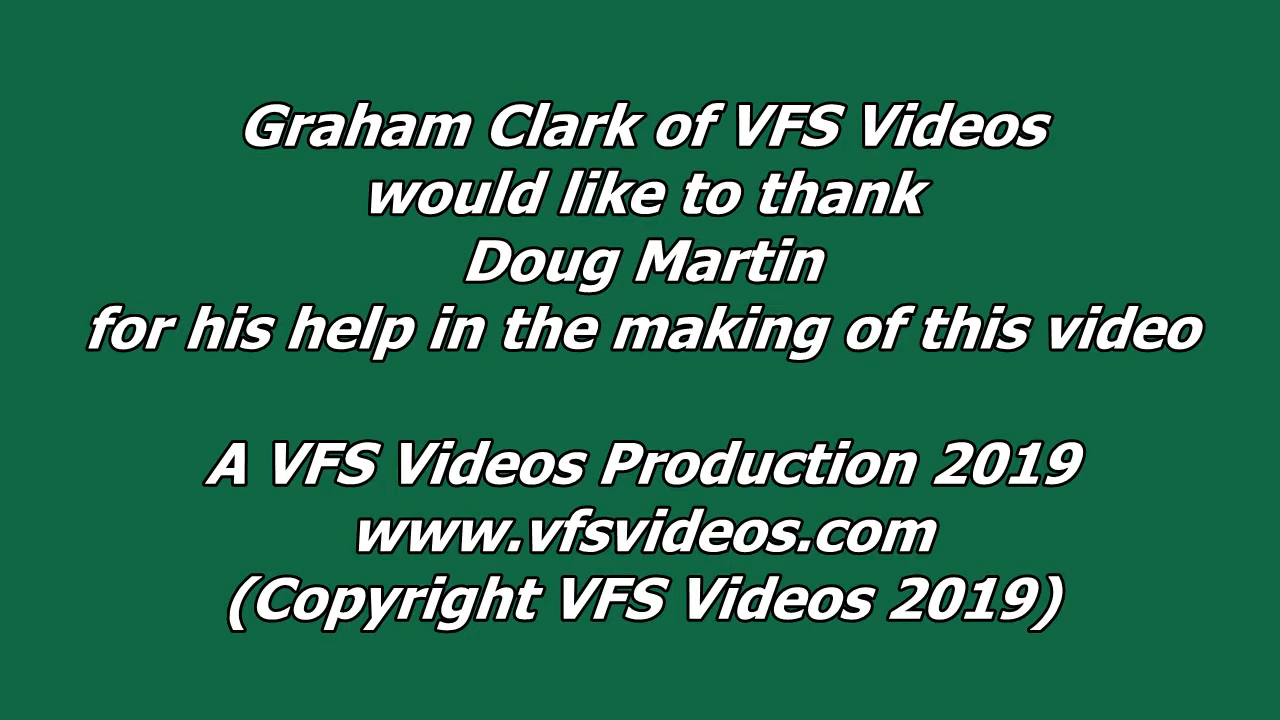 Graham Clark of VFS Videos
would like to thank
Doug Martin
for his help in the making of this video
A VFS Videos Production 2019
www.vfsvideos.com
(Copyright VFS Videos 2019)